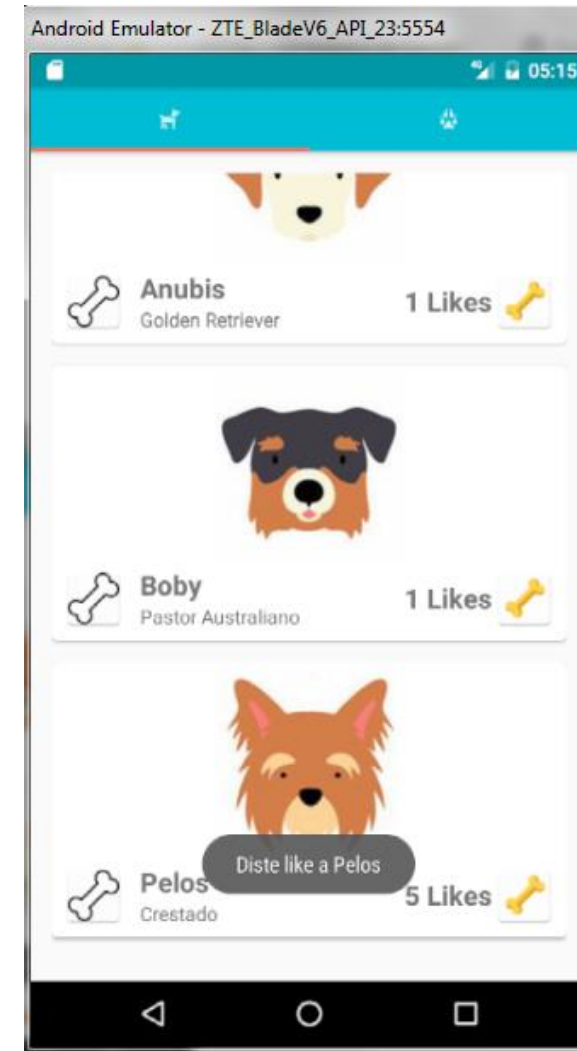 Android Emulator - ZTE_BladeV6_API_23:5554
4G 05:15
Anubis
Golden Retriever
1 Likes
Boby
Pastor Australiano
1 Likes
Diste like a Pelos
Pelos
Crestado
5 Likes